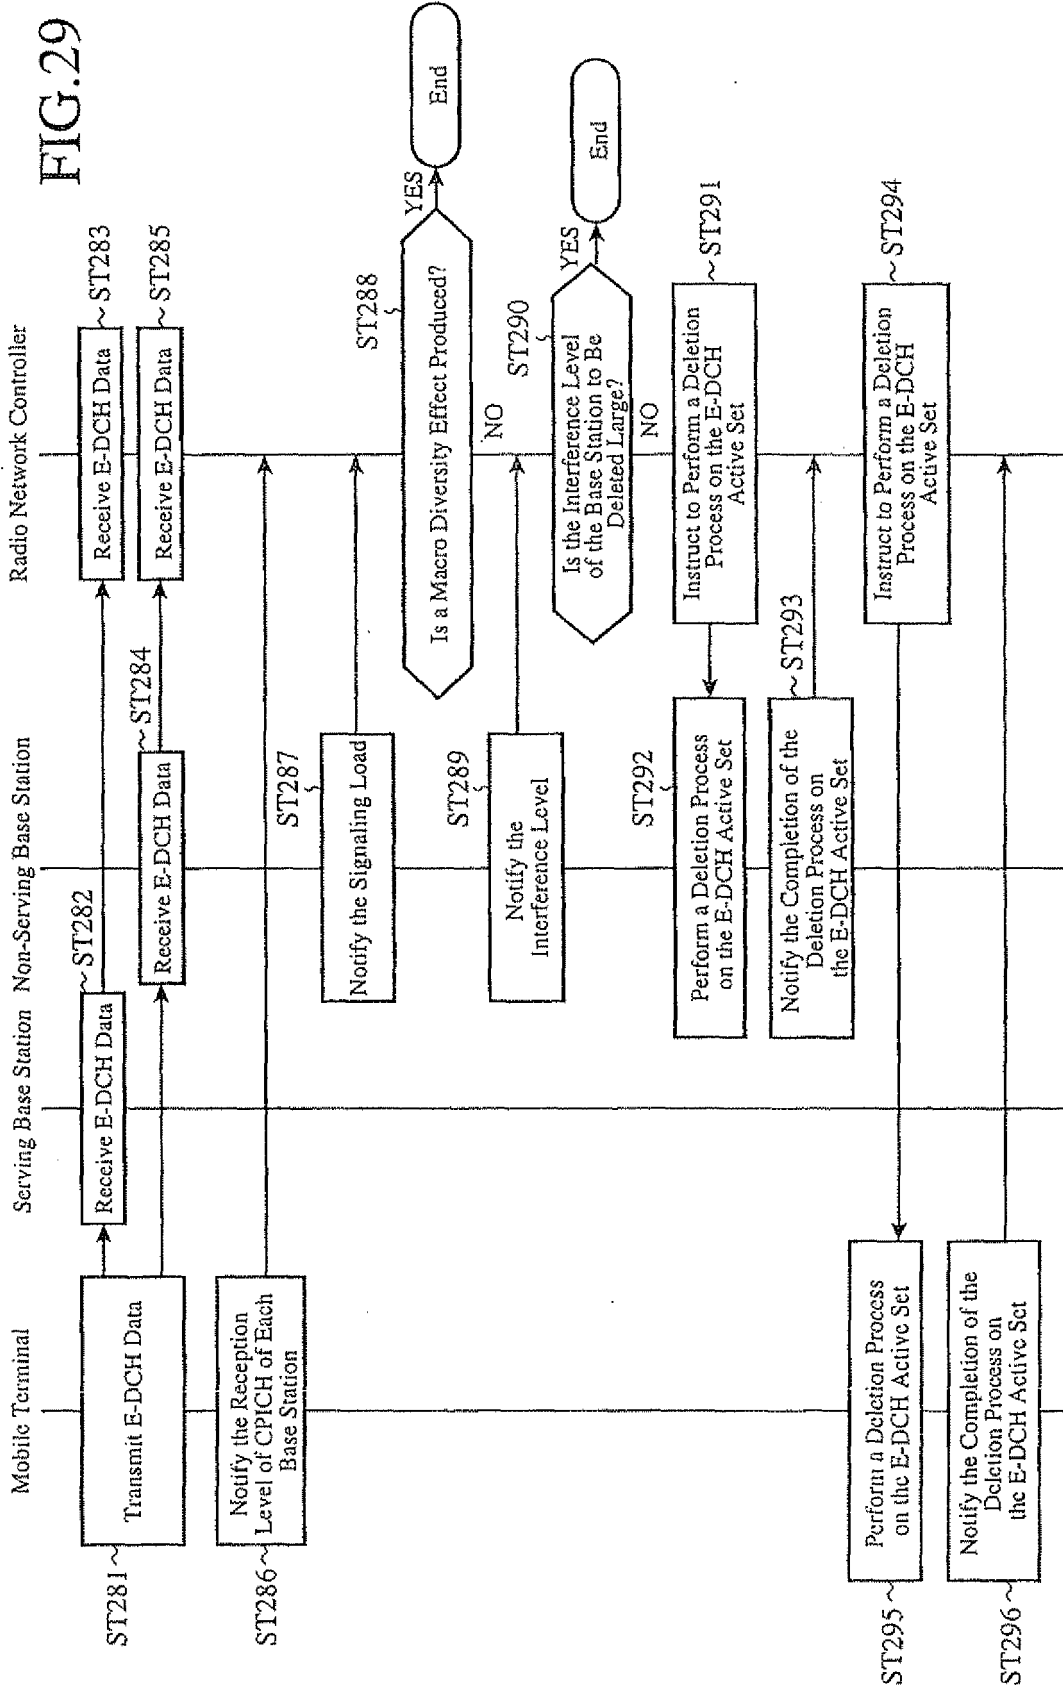 FIG.29
Mobile Terminal
Serving Base Station
Non-Serving Base Station
Radio Network Controller
ST281
Transmit E-DCH Data
Receive E-DCH Data
ST282
Receive E-DCH Data
ST283
Receive E-DCH Data
ST284
Receive E-DCH Data
ST285
ST286
Notify the Reception
Level of CPICH of Each
Base Station
ST287
Notify the Signaling Load
ST288
Is a Macro Diversity Effect Produced?
YES
End
NO
ST289
Notify the
Interference Level
ST290
Is the Interference Level
of the Base Station to Be
Deleted Large?
YES
End
NO
Instruct to Perform a Deletion
Process on the E-DCH
Active Set
ST291
ST292
Perform a Deletion Process
on the E-DCH Active Set
ST293
Notify the Completion of the
Deletion Process on
the E-DCH Active Set
Instruct to Perform a Deletion
Process on the E-DCH
Active Set
ST294
ST295
Perform a Deletion Process
on the E-DCH Active Set
ST296
Notify the Completion of the
Deletion Process on
the E-DCH Active Set